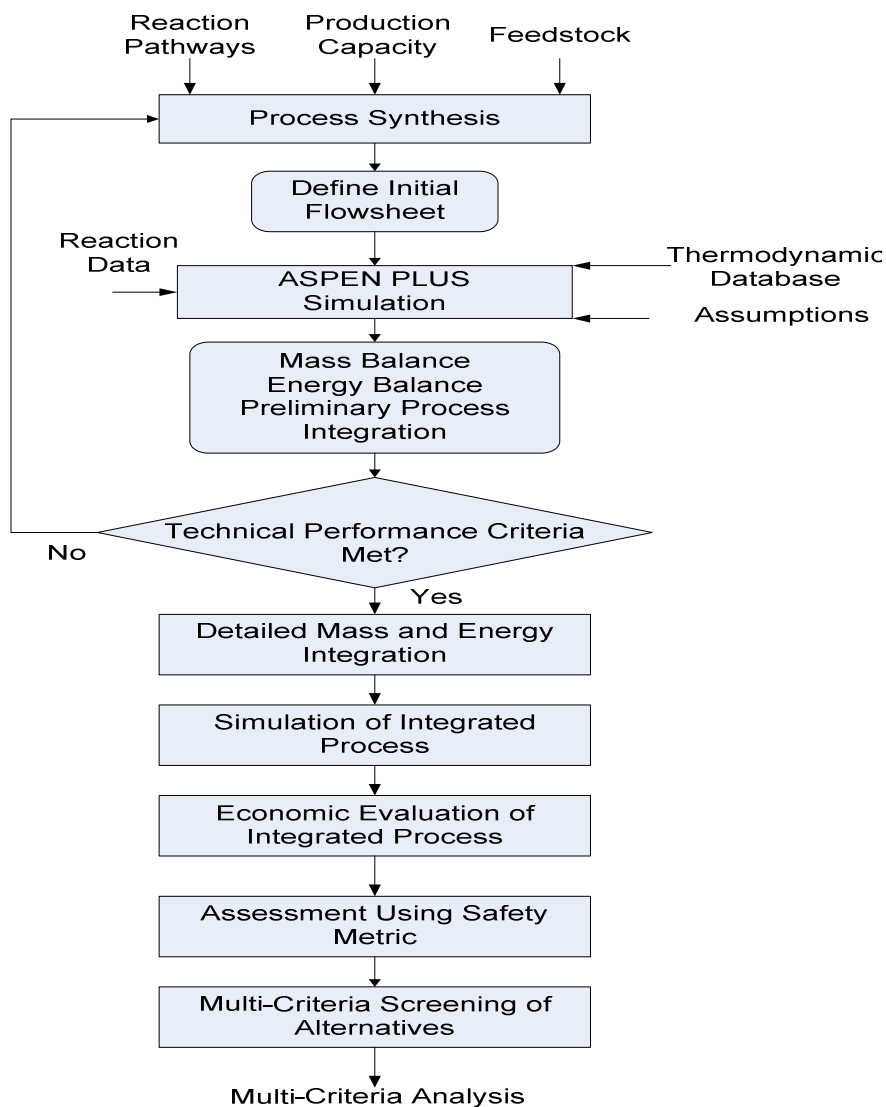 Reaction
Pathways
Production
Capacity
Feedstock
Process Synthesis
Define Initial
Flowsheet
Reaction
Data
Thermodynamic
Database
ASPEN PLUS
Simulation
Assumptions
Mass Balance
Energy Balance
Preliminary Process
Integration
Technical Performance Criteria
Met?
No
Yes
Detailed Mass and Energy
Integration
Simulation of Integrated
Process
Economic Evaluation of
Integrated Process
Assessment Using Safety
Metric
Multi-Criteria Screening of
Alternatives
Multi-Criteria Analysis